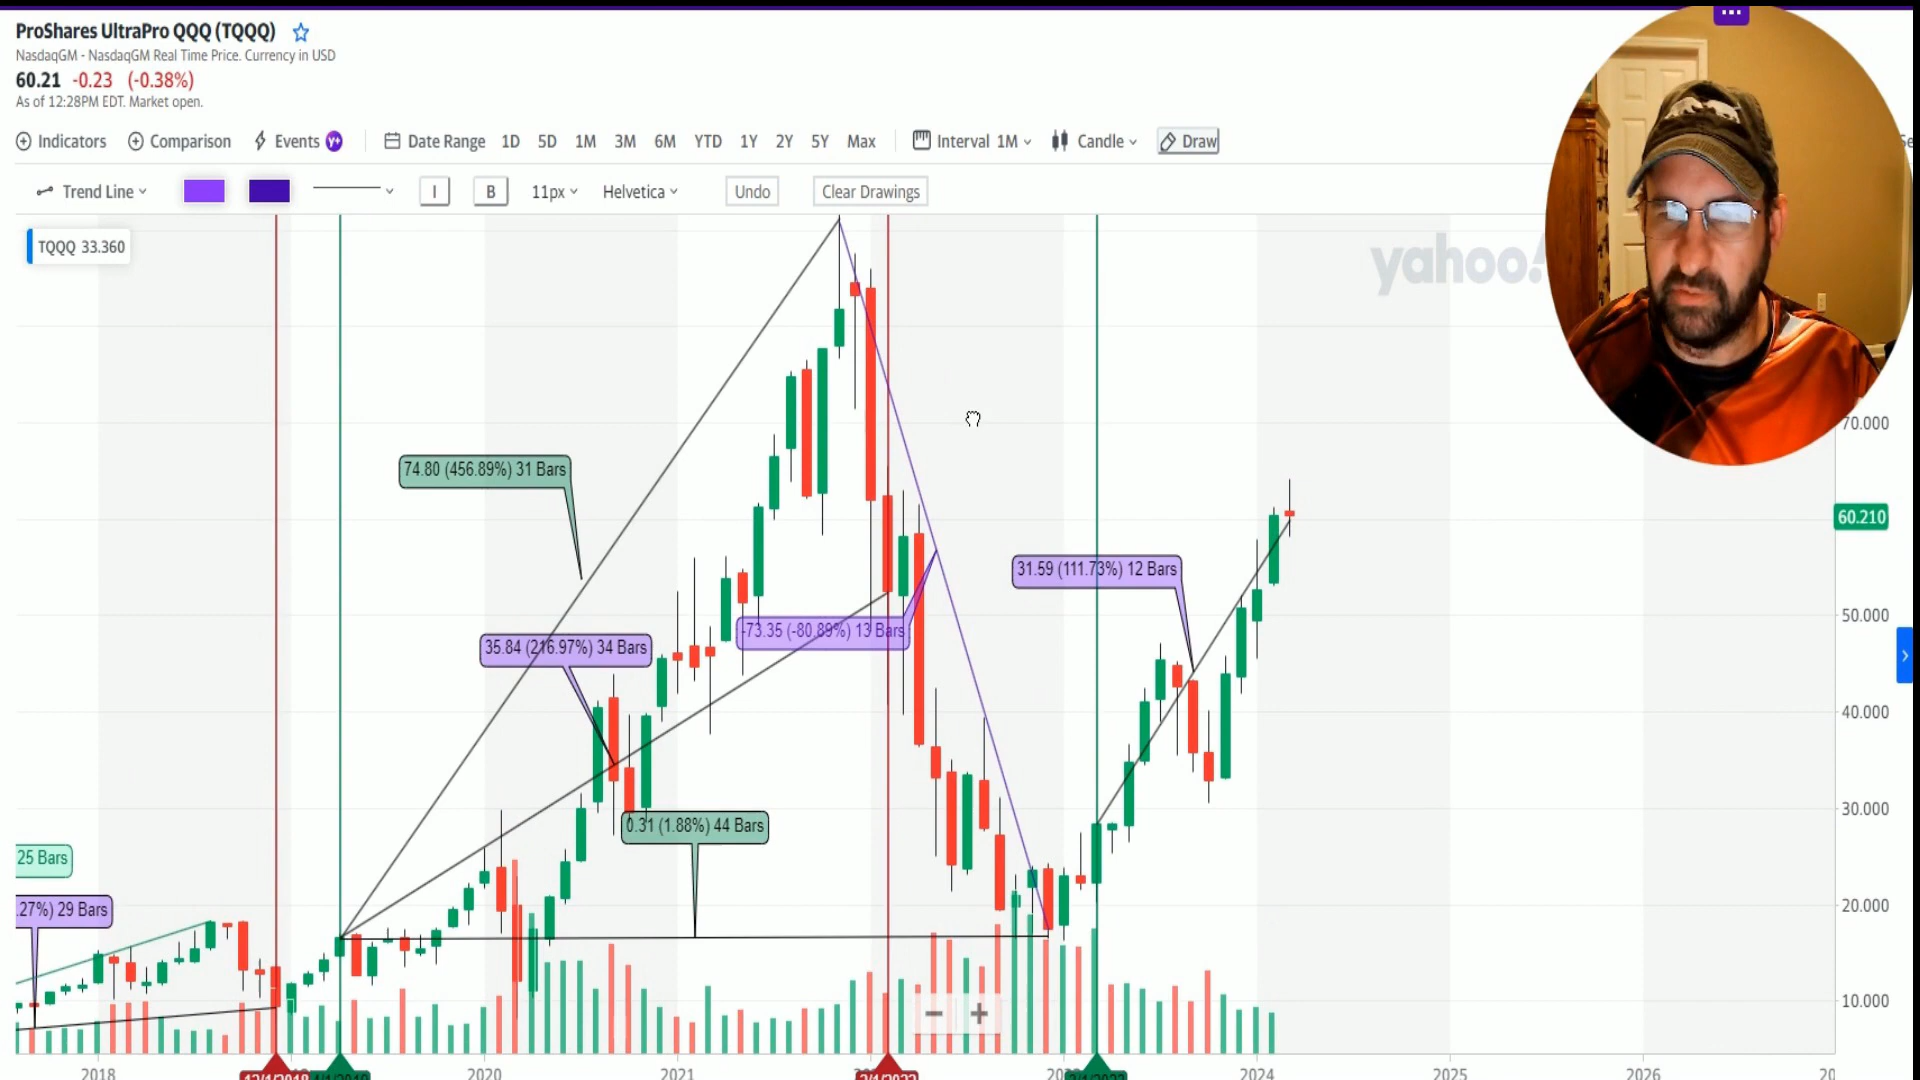 ProShares UltraPro QQQ (TQQQ)
NasdaqGM - NasdaqGM Real Time Price. Currency in USD
60.21 -0.23 (-0.38%)
As of 12:28PM EDT. Market open.
Indicators Comparison Events y+ Date Range 1D 5D 1M 3M 6M YTD 1Y 2Y 5Y Max Interval 1M Candle Draw
Trend Line I B 11px Helvetica Undo Clear Drawings
TQQQ 33.360
yahoo!
70.000
74.80 (456.89%) 31 Bars
60.210
31.59 (111.73%) 12 Bars
50.000
-73.35 (-80.89%) 13 Bars
35.84 (216.97%) 34 Bars
40.000
30.000
0.31 (1.88%) 44 Bars
25 Bars
20.000
.27%) 29 Bars
10.000
2018 12/1/2018 2020 2021 2024 2025 2026 20